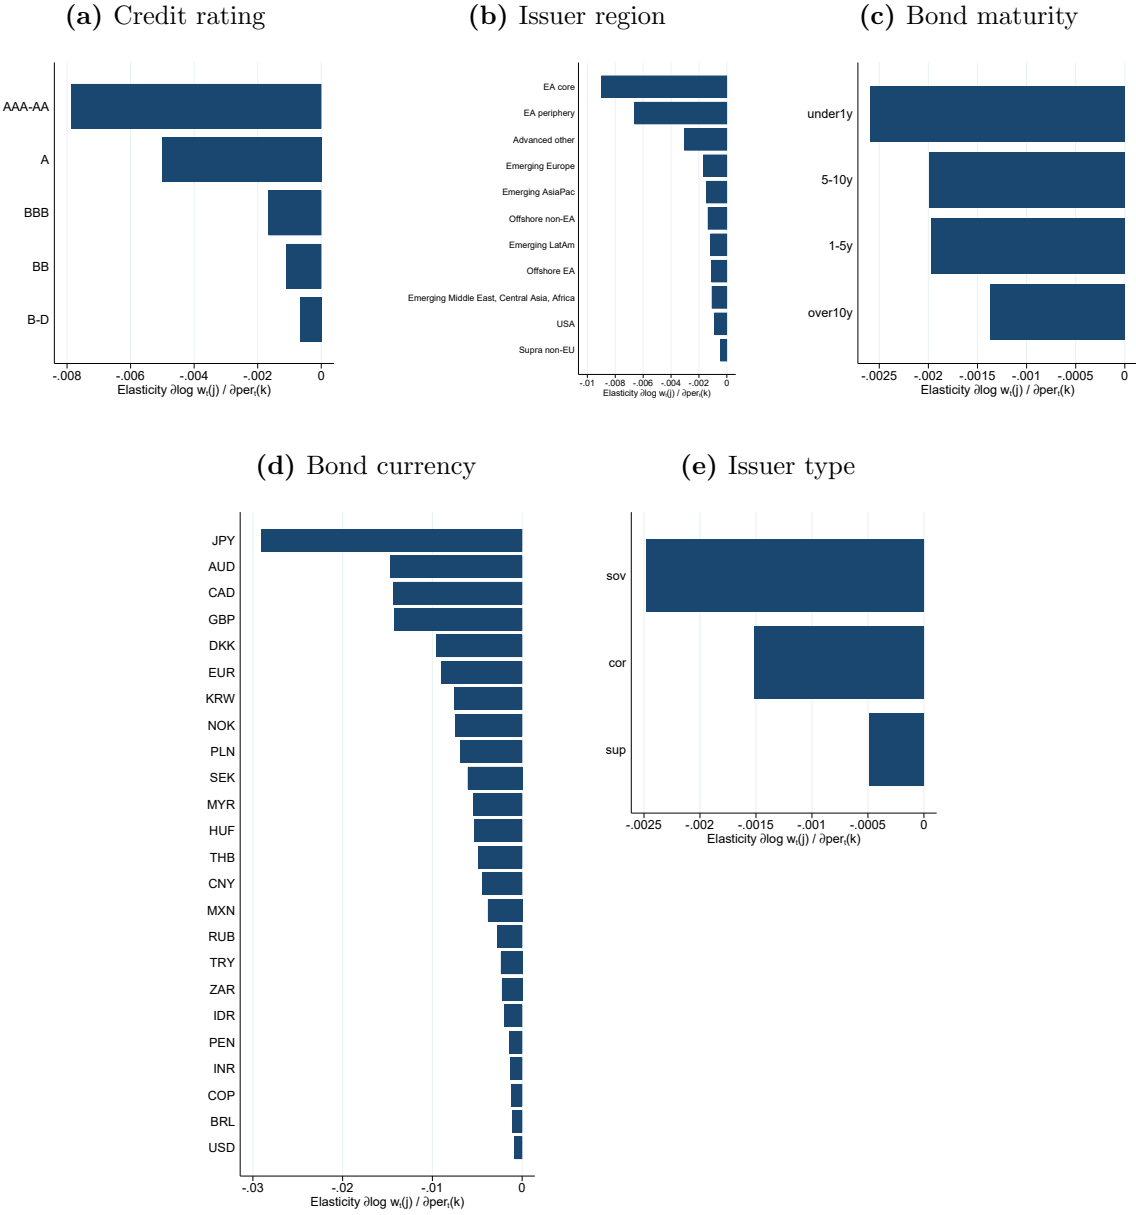 (a) Credit rating
AAA-AA
A
BBB
BB
B-D
-.008 -.006 -.004 -.002 0
Elasticity ∂log wₜ(j) / ∂perₜ(k)
(b) Issuer region
EA core
EA periphery
Advanced other
Emerging Europe
Emerging AsiaPac
Offshore non-EA
Emerging LatAm
Offshore EA
Emerging Middle East, Central Asia, Africa
USA
Supra non-EU
-.01 -.008 -.006 -.004 -.002 0
Elasticity ∂log wₜ(j) / ∂perₜ(k)
(c) Bond maturity
under1y
5-10y
1-5y
over10y
-.0025 -.002 -.0015 -.001 -.0005 0
Elasticity ∂log wₜ(j) / ∂perₜ(k)
(d) Bond currency
JPY
AUD
CAD
GBP
DKK
EUR
KRW
NOK
PLN
SEK
MYR
HUF
THB
CNY
MXN
RUB
TRY
ZAR
IDR
PEN
INR
COP
BRL
USD
-.03 -.02 -.01 0
Elasticity ∂log wₜ(j) / ∂perₜ(k)
(e) Issuer type
sov
cor
sup
-.0025 -.002 -.0015 -.001 -.0005 0
Elasticity ∂log wₜ(j) / ∂perₜ(k)